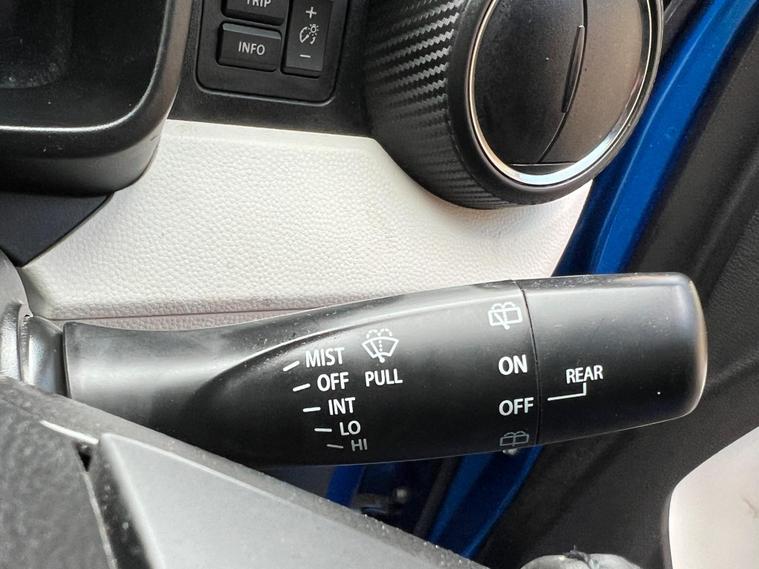 TRIP
INFO
+
-
MIST
OFF
PULL
INT
LO
HI
ON
OFF
REAR